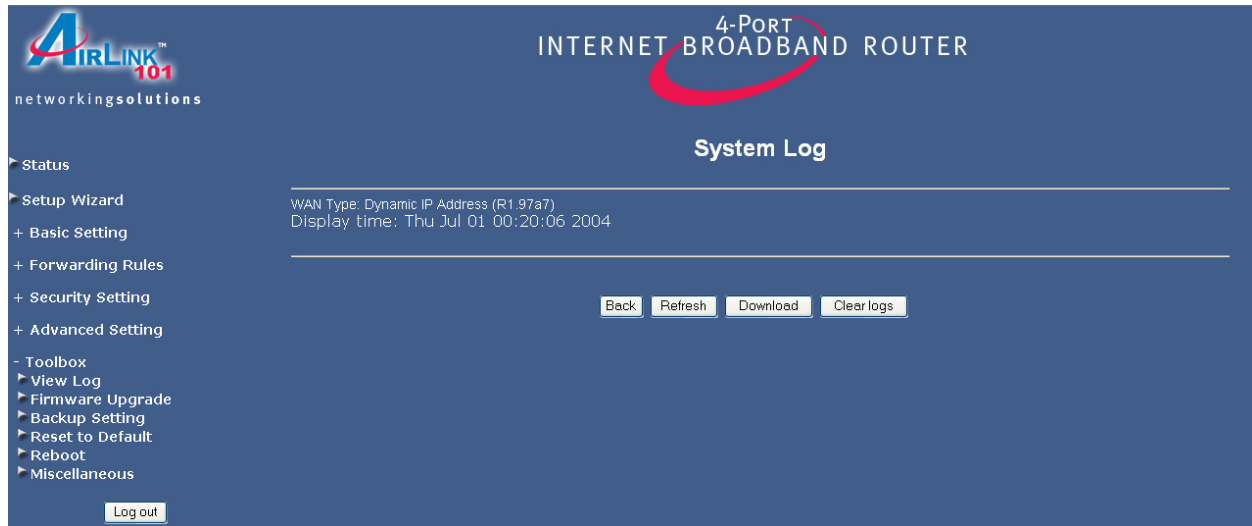 AIRLINK™
101
networkingsolutions
4-PORT
INTERNET BROADBAND ROUTER
Status
Setup Wizard
+ Basic Setting
+ Forwarding Rules
+ Security Setting
+ Advanced Setting
- Toolbox
View Log
Firmware Upgrade
Backup Setting
Reset to Default
Reboot
Miscellaneous
Log out
System Log
WAN Type: Dynamic IP Address (R1.97a7)
Display time: Thu Jul 01 00:20:06 2004
Back Refresh Download Clear logs